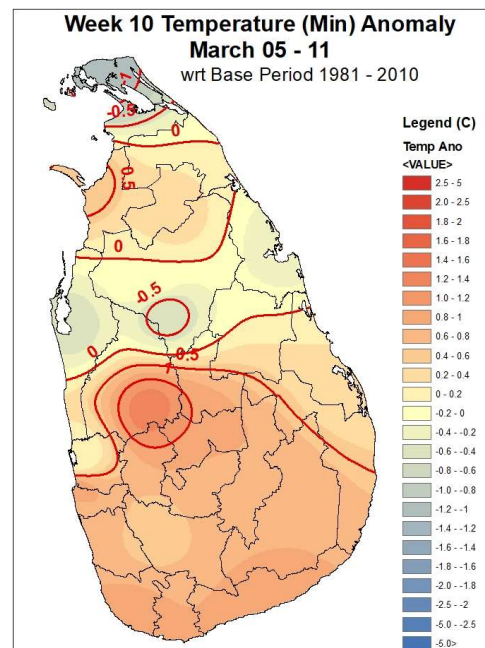 Week 10 Temperature (Min) Anomaly
March 05 - 11
wrt Base Period 1981 - 2010
Legend (C)
Temp Ano
<VALUE>
2.5 - 5
2.0 - 2.5
1.8 - 2
1.6 - 1.8
1.4 - 1.6
1.2 - 1.4
1.0 - 1.2
0.8 - 1
0.6 - 0.8
0.4 - 0.6
0.2 - 0.4
0 - 0.2
-0.2 - 0
-0.4 - -0.2
-0.6 - -0.4
-0.8 - -0.6
-1.0 - -0.8
-1.2 - -1
-1.4 - -1.2
-1.6 - -1.4
-1.8 - -1.6
-2.0 - -1.8
-2.5 - -2
-5.0 - -2.5
-5.0>
-1
-0.5
0
0.5
0
-0.5
0
0.5
1